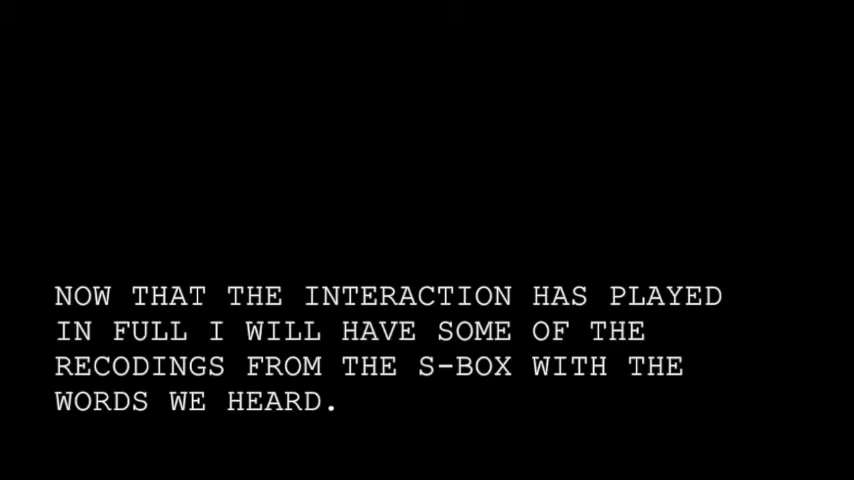 NOW THAT THE INTERACTION HAS PLAYED
IN FULL I WILL HAVE SOME OF THE
RECODINGS FROM THE S-BOX WITH THE
WORDS WE HEARD.